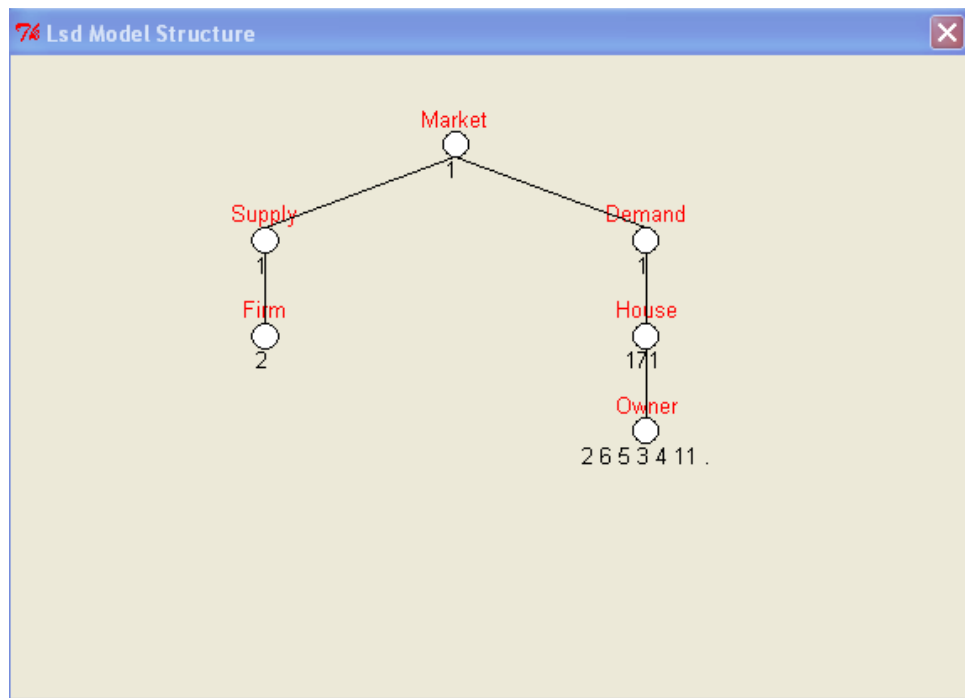 Lsd Model Structure
Market
1
Supply Demand
1 1
Firm House
2 171
Owner
2 6 5 3 4 11 .